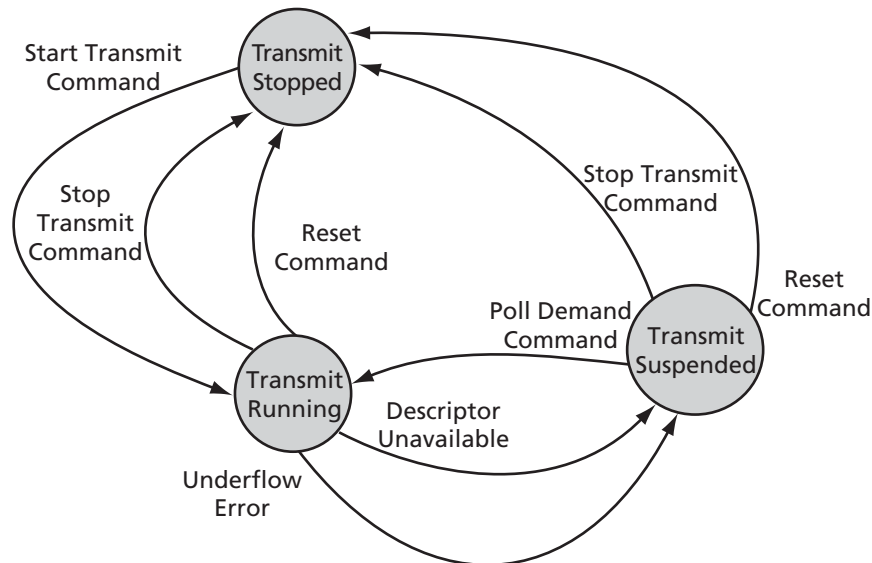 Start Transmit
Command
Transmit
Stopped
Stop
Transmit
Command
Reset
Command
Stop Transmit
Command
Reset
Command
Poll Demand
Command
Transmit
Suspended
Transmit
Running
Descriptor
Unavailable
Underflow
Error